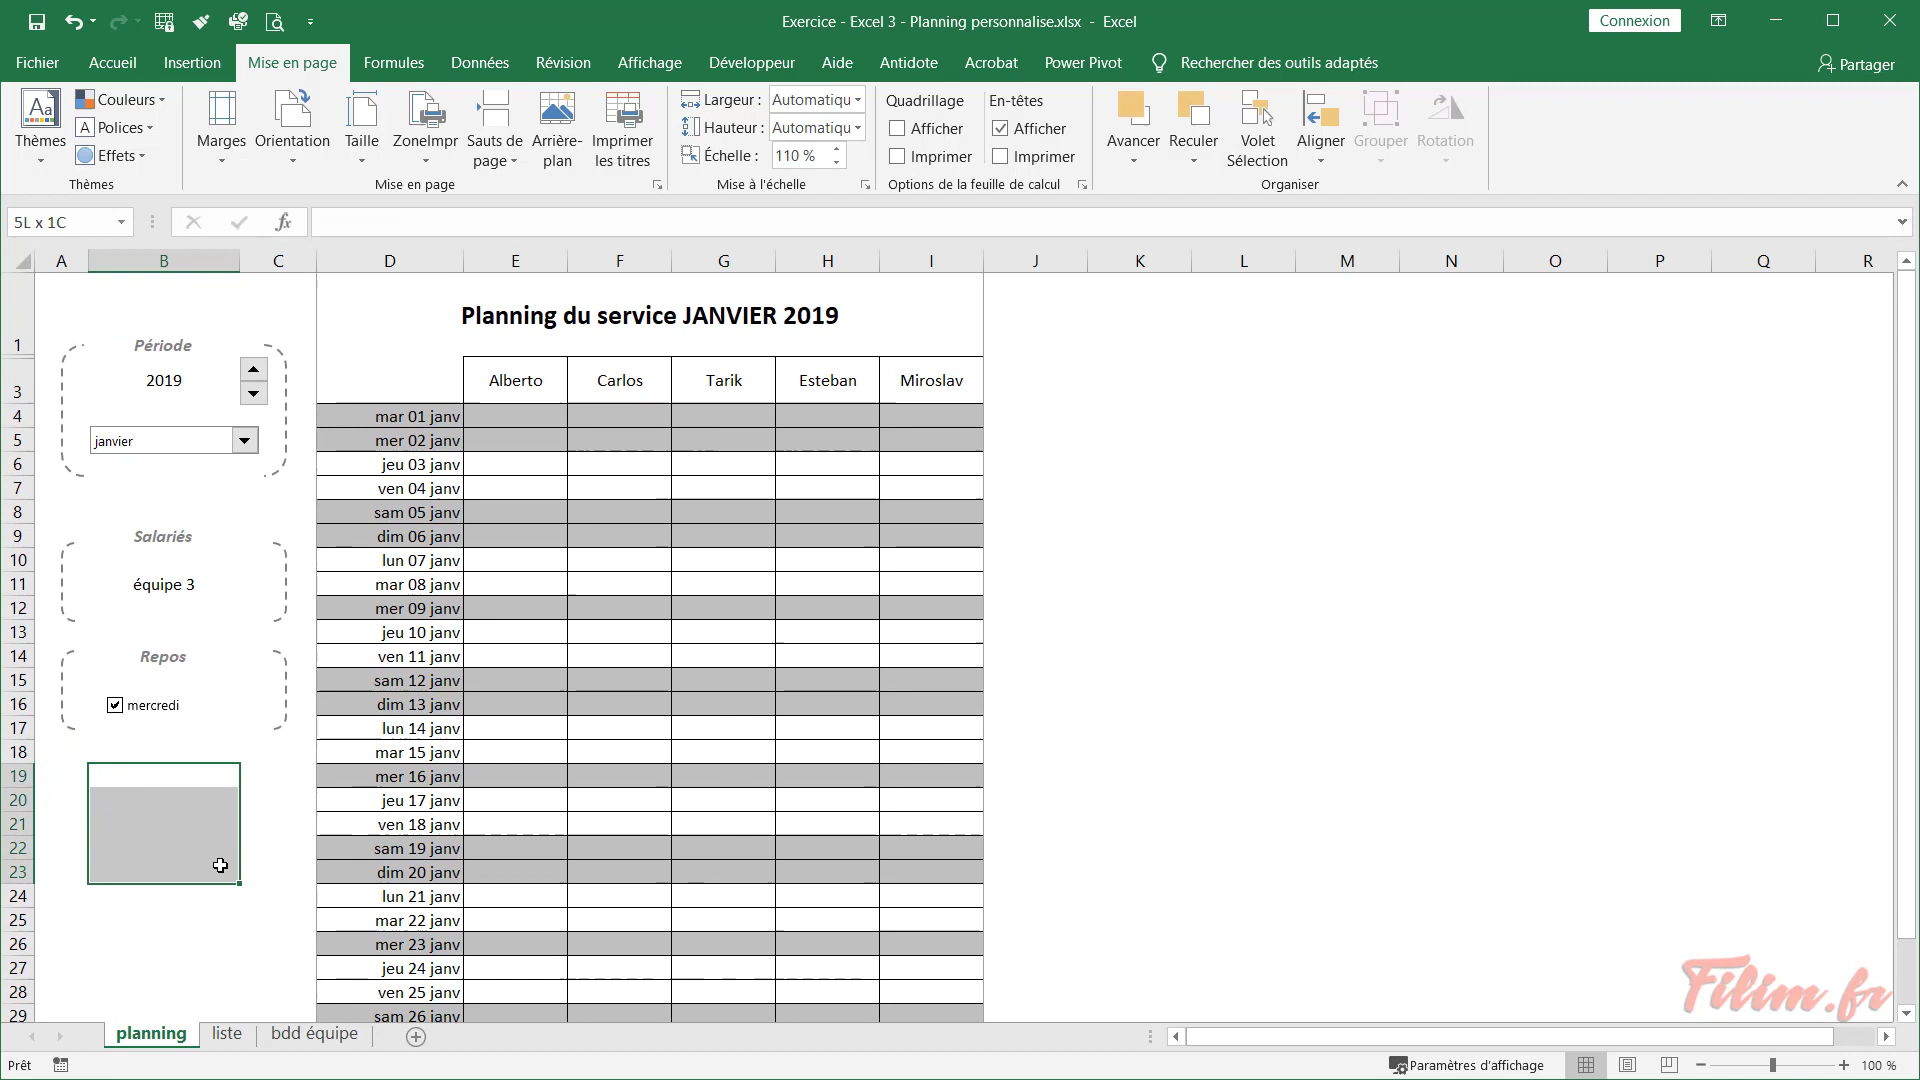 Exercice - Excel 3 - Planning personnalise.xlsx - Excel
Connexion
Fichier Accueil Insertion Mise en page Formules Données Révision Affichage Développeur Aide Antidote Acrobat Power Pivot Rechercher des outils adaptés Partager
Aa Thèmes
Couleurs
A Polices
Effets
Thèmes
Marges
Orientation
Taille
ZoneImpr
Sauts de page
Arrière-plan
Imprimer les titres
Mise en page
Largeur : Automatiqu
Hauteur : Automatiqu
Échelle : 110 %
Mise à l'échelle
Quadrillage En-têtes
Afficher Afficher
Imprimer Imprimer
Options de la feuille de calcul
Avancer
Reculer
Volet Sélection
Aligner
Grouper
Rotation
Organiser
5L x 1C fx
A B C D E F G H I J K L M N O P Q R
Planning du service JANVIER 2019
1
Période
2019
janvier
3 Alberto Carlos Tarik Esteban Miroslav
4 mar 01 janv
5 mer 02 janv
6 jeu 03 janv
7 ven 04 janv
8 sam 05 janv
9 Salariés dim 06 janv
10 lun 07 janv
11 équipe 3 mar 08 janv
12 mer 09 janv
13 jeu 10 janv
14 Repos ven 11 janv
15 sam 12 janv
16 mercredi dim 13 janv
17 lun 14 janv
18 mar 15 janv
19 mer 16 janv
20 jeu 17 janv
21 ven 18 janv
22 sam 19 janv
23 dim 20 janv
24 lun 21 janv
25 mar 22 janv
26 mer 23 janv
27 jeu 24 janv
28 ven 25 janv
29 sam 26 janv
Filim.fr
planning liste bdd équipe
Prêt Paramètres d'affichage 100 %